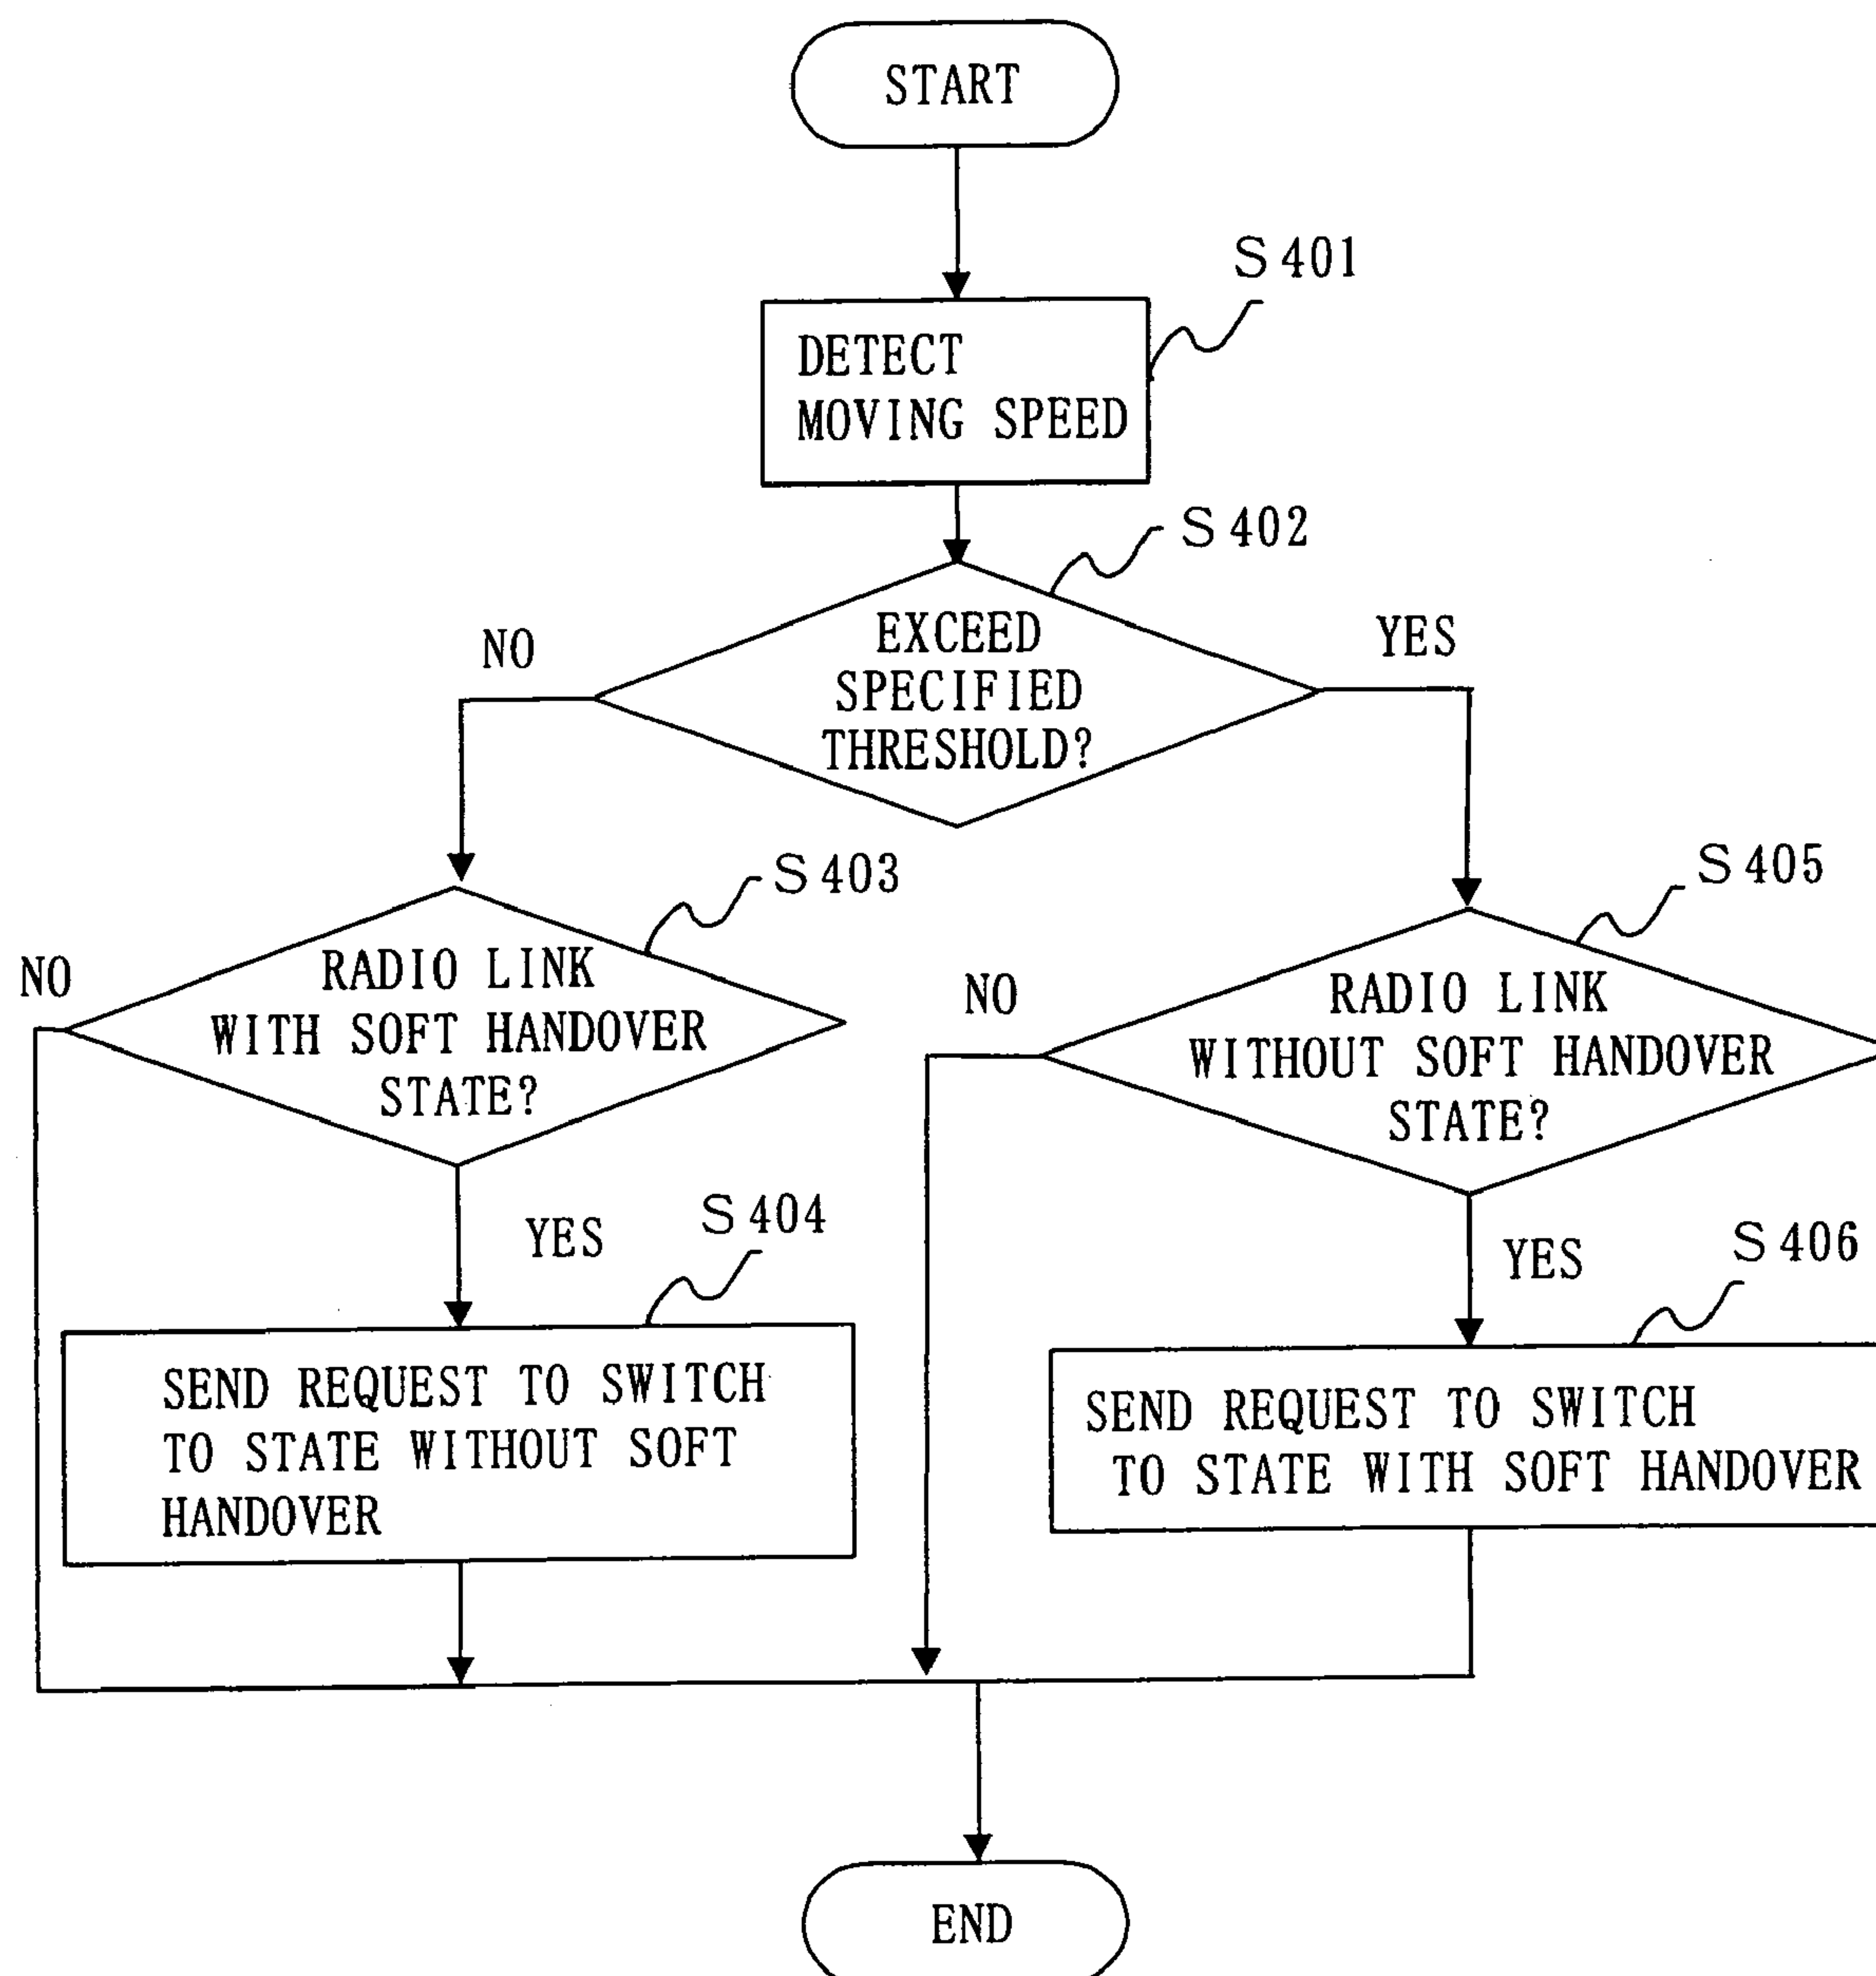 START
S401
DETECT
MOVING SPEED
S402
NO
EXCEED
SPECIFIED
THRESHOLD?
YES
S403
S405
NO
RADIO LINK
WITH SOFT HANDOVER
STATE?
NO
RADIO LINK
WITHOUT SOFT HANDOVER
STATE?
YES
S404
YES
S406
SEND REQUEST TO SWITCH
TO STATE WITHOUT SOFT
HANDOVER
SEND REQUEST TO SWITCH
TO STATE WITH SOFT HANDOVER
END